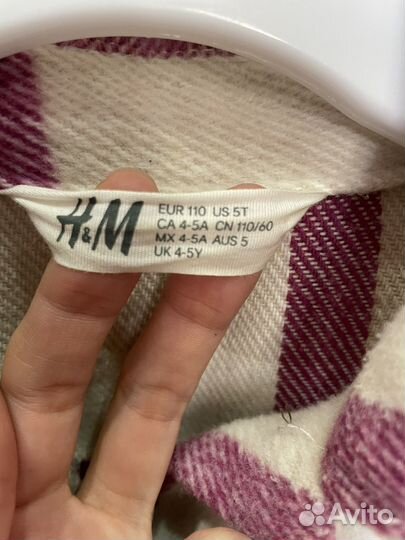 H&M
EUR 110 US 5T
CA 4-5A CN 110/60
MX 4-5A AUS 5
UK 4-5Y
Avito